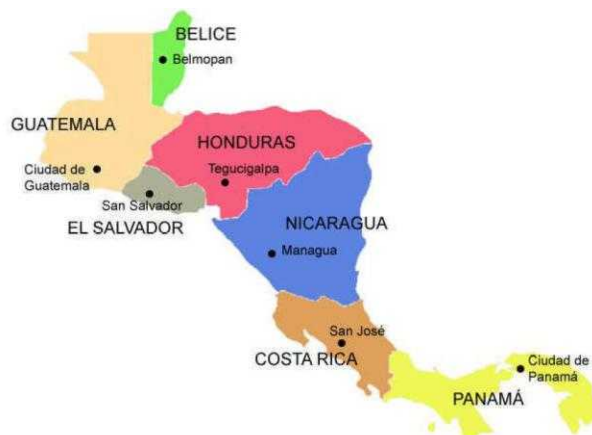 BELICE
Belmopan
GUATEMALA
Ciudad de
Guatemala
HONDURAS
Tegucigalpa
San Salvador
EL SALVADOR
NICARAGUA
Managua
San José
COSTA RICA
Ciudad de
Panamá
PANAMÁ